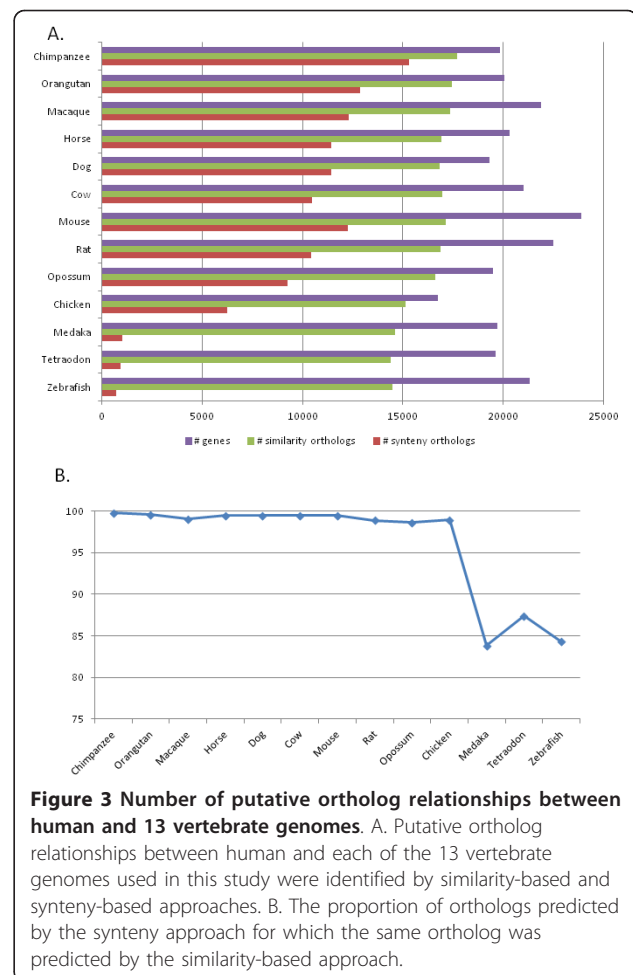 A.
Chimpanzee
Orangutan
Macaque
Horse
Dog
Cow
Mouse
Rat
Opossum
Chicken
Medaka
Tetraodon
Zebrafish
0 5000 10000 15000 20000 25000
# genes # similarity orthologs # synteny orthologs
B.
100
95
90
85
80
75
Chimpanzee Orangutan Macaque Horse Dog Cow Mouse Rat Opossum Chicken Medaka Tetraodon Zebrafish
Figure 3 Number of putative ortholog relationships between
human and 13 vertebrate genomes. A. Putative ortholog
relationships between human and each of the 13 vertebrate
genomes used in this study were identified by similarity-based and
synteny-based approaches. B. The proportion of orthologs predicted
by the synteny approach for which the same ortholog was
predicted by the similarity-based approach.